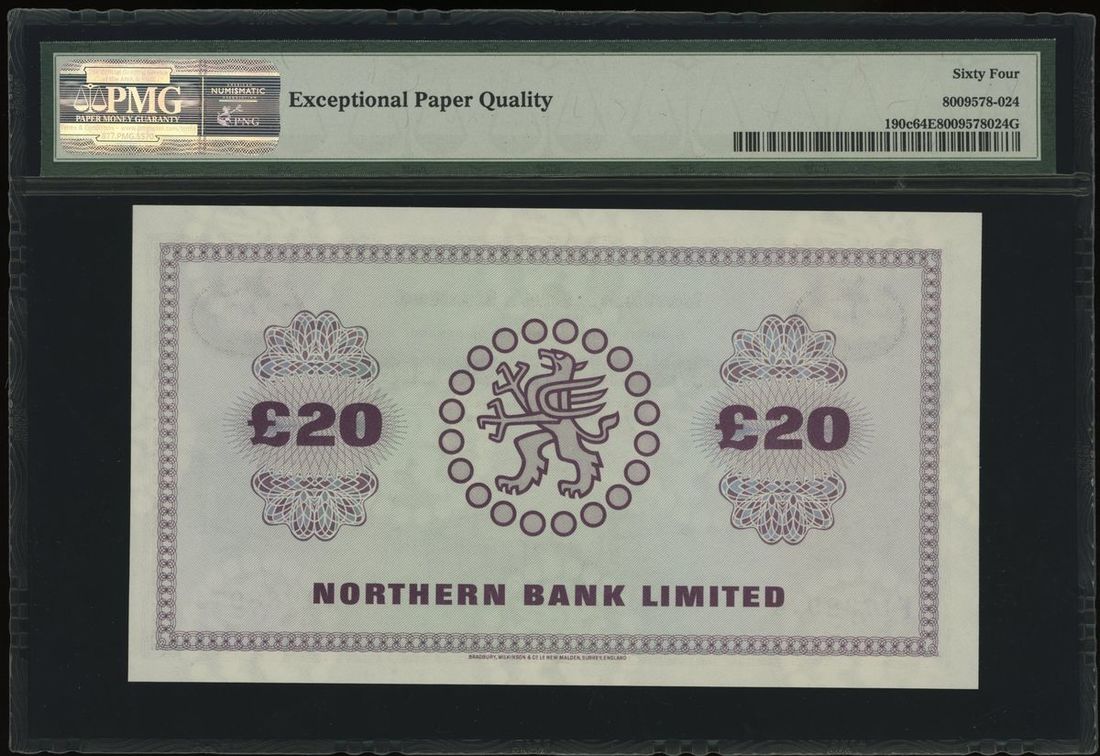 PMG
PAPER MONEY GUARANTY
NUMISMATIC
PNG
Exceptional Paper Quality
Sixty Four
8009578-024
190c64E8009578024G
£20
£20
NORTHERN BANK LIMITED
BRADBURY, WILKINSON & Cº LD NEW MALDEN, SURREY, ENGLAND